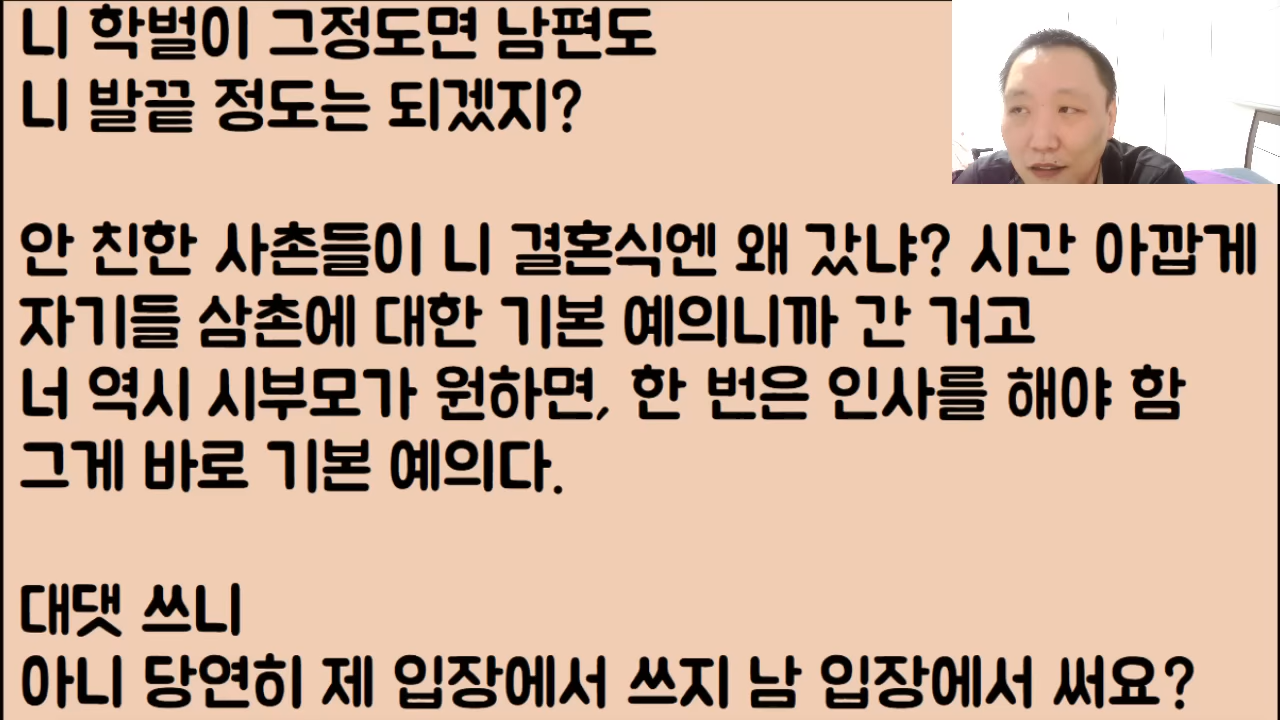 니 학벌이 그정도면 남편도
니 발끝 정도는 되겠지?
안 친한 사촌들이 니 결혼식엔 왜 갔냐? 시간 아깝게
자기들 삼촌에 대한 기본 예의니까 간 거고
너 역시 시부모가 원하면, 한 번은 인사를 해야 함
그게 바로 기본 예의다.
대댓 쓰니
아니 당연히 제 입장에서 쓰지 남 입장에서 써요?